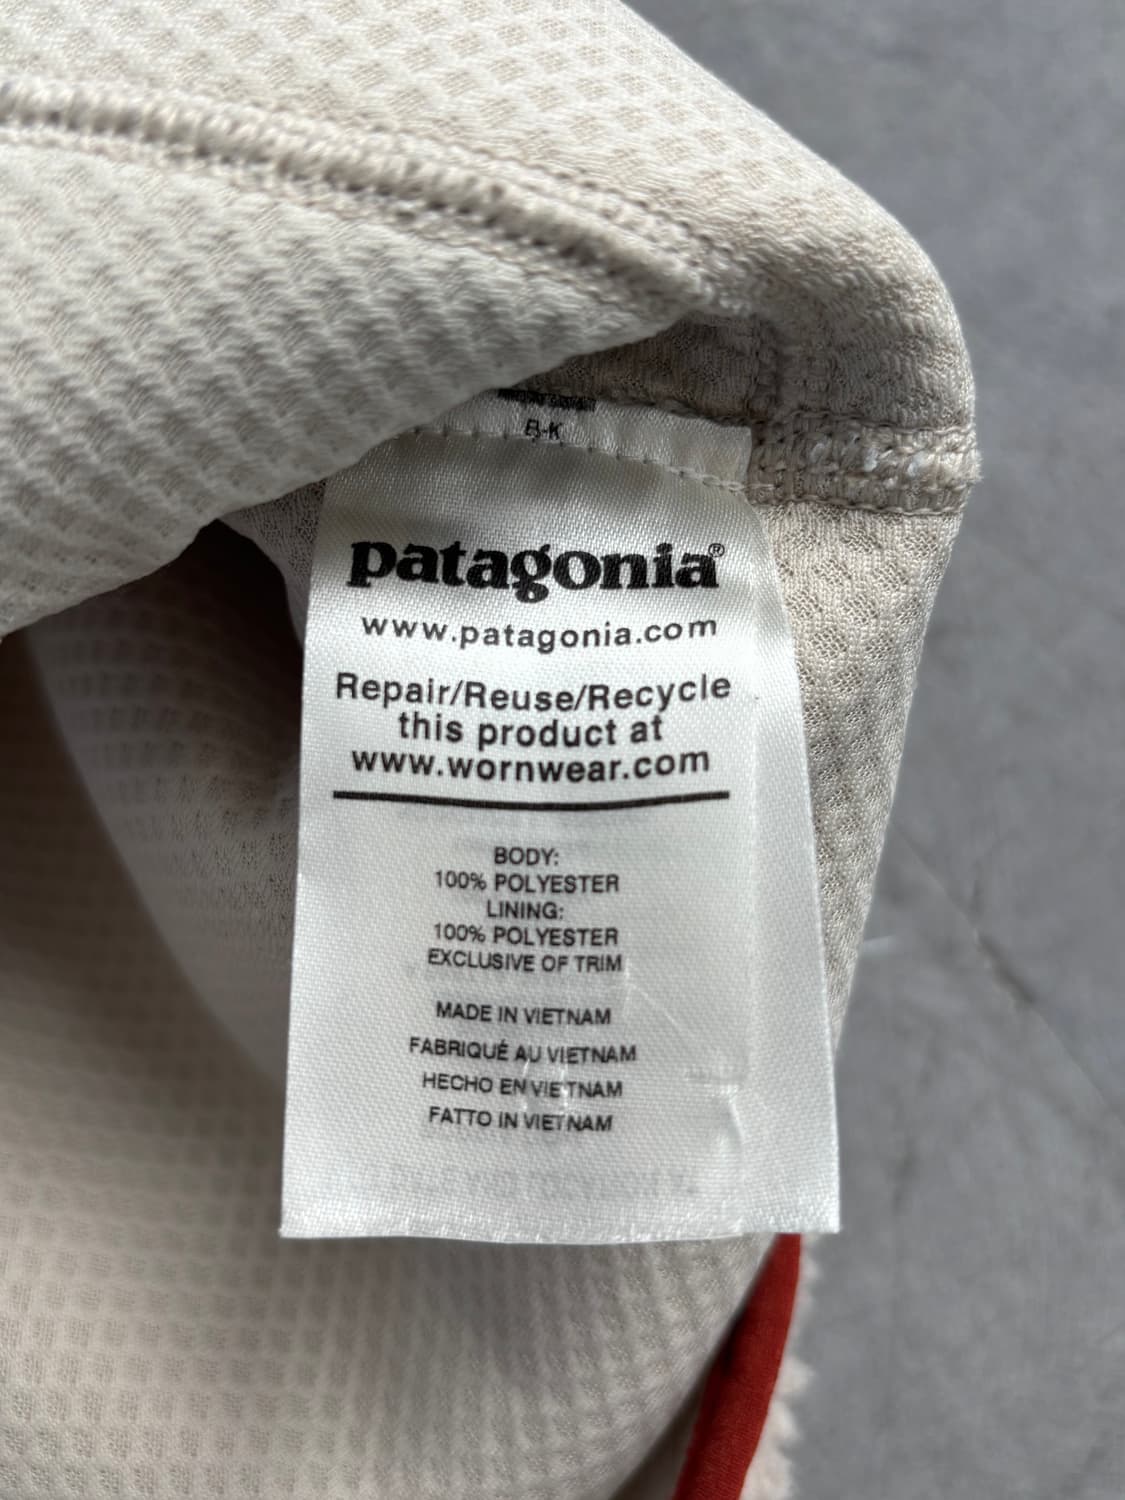 B-K
patagonia®
www.patagonia.com
Repair/Reuse/Recycle
this product at
www.wornwear.com
BODY:
100% POLYESTER
LINING:
100% POLYESTER
EXCLUSIVE OF TRIM
MADE IN VIETNAM
FABRIQUÉ AU VIETNAM
HECHO EN VIETNAM
FATTO IN VIETNAM